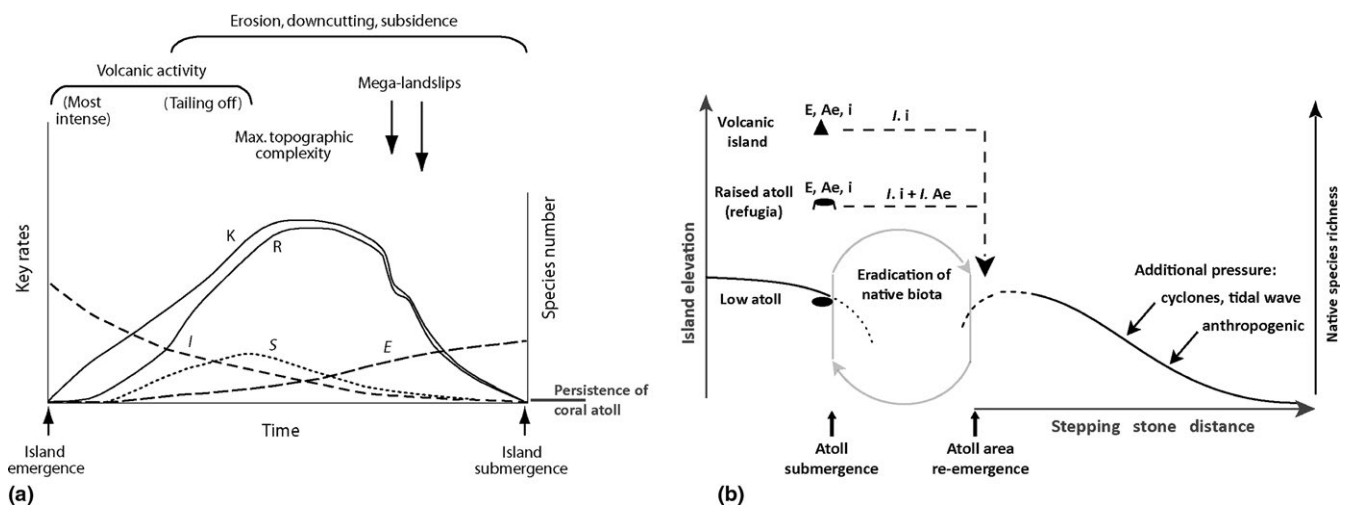 Erosion, downcutting, subsidence
Volcanic activity
(Most
intense)
(Tailing off)
Mega-landslips
Max. topographic
complexity
Key rates
Species number
K
R
I
S
E
Persistence of
coral atoll
Time
Island
emergence
Island
submergence
(a)
Island elevation
Native species richness
Volcanic
island
E, Ae, i
I. i
Raised atoll
(refugia)
E, Ae, i
I. i + I. Ae
Low atoll
Eradication of
native biota
Additional pressure:
cyclones, tidal wave
anthropogenic
Stepping stone distance
Atoll
submergence
Atoll area
re-emergence
(b)